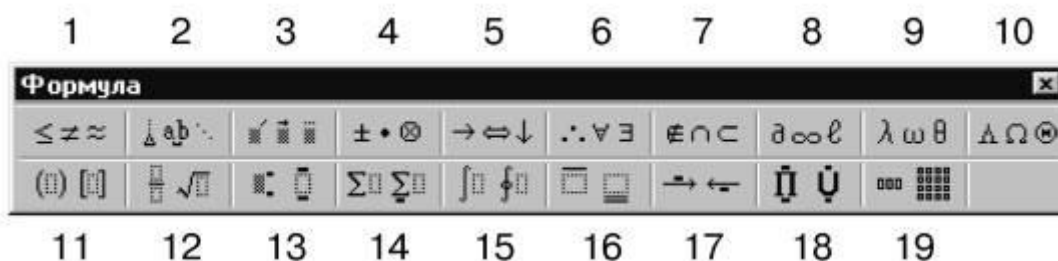 1 2 3 4 5 6 7 8 9 10
Формула
≤ ≠ ≈ a͟b ⋱ ± • ⊗ → ⇔ ↓ ∴ ∀ ∃ ∉ ∩ ⊂ ∂ ∞ ℓ λ ω θ Λ Ω Θ
(▯) [▯] √▯ Σ▯ Σ▯ ∫▯ ∮▯ Π Ụ
11 12 13 14 15 16 17 18 19